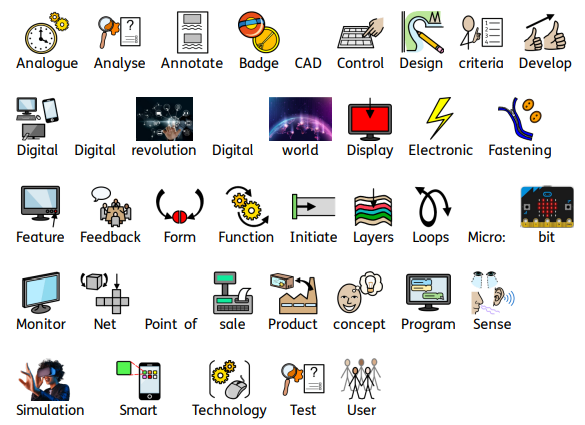 Analogue Analyse Annotate Badge CAD Control Design criteria Develop
Digital Digital revolution Digital world Display Electronic Fastening
Feature Feedback Form Function Initiate Layers Loops Micro: bit
Monitor Net Point of sale Product concept Program Sense
Simulation Smart Technology Test User